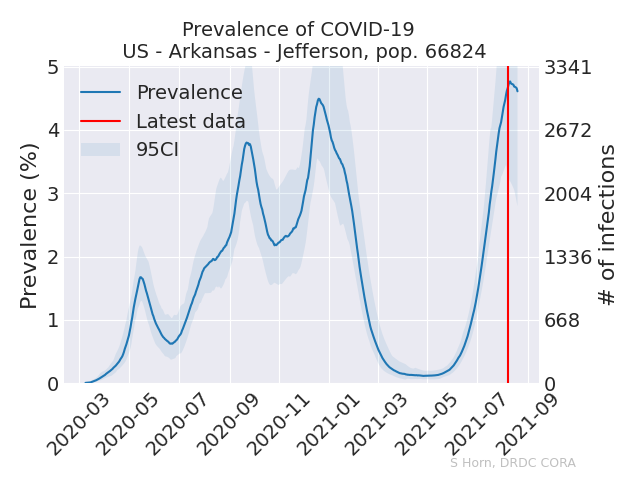 Prevalence of COVID-19
US - Arkansas - Jefferson, pop. 66824
Prevalence
Latest data
95CI
Prevalence (%)
5
4
3
2
1
0
3341
2672
2004
1336
668
0
# of infections
2020-03
2020-05
2020-07
2020-09
2020-11
2021-01
2021-03
2021-05
2021-07
2021-09
S Horn, DRDC CORA